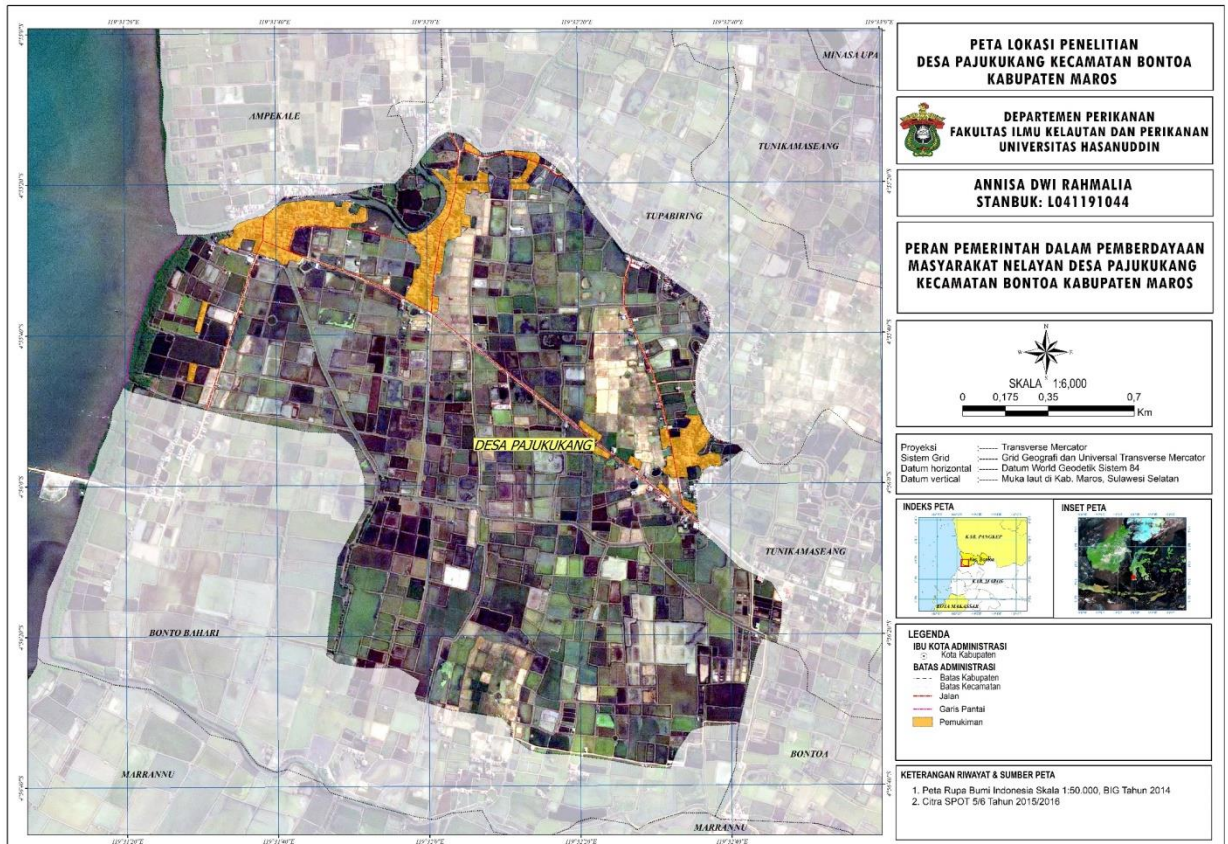 PETA LOKASI PENELITIAN
DESA PAJUKUKANG KECAMATAN BONTOA
KABUPATEN MAROS
DEPARTEMEN PERIKANAN
FAKULTAS ILMU KELAUTAN DAN PERIKANAN
UNIVERSITAS HASANUDDIN
ANNISA DWI RAHMALIA
STANBUK: L041191044
PERAN PEMERINTAH DALAM PEMBERDAYAAN
MASYARAKAT NELAYAN DESA PAJUKUKANG
KECAMATAN BONTOA KABUPATEN MAROS
N
W E
S
SKALA 1:6,000
0 0,175 0,35 0,7
Km
Proyeksi :------ Transverse Mercator
Sistem Grid :------ Grid Geografi dan Universal Transverse Mercator
Datum horizontal :------ Datum World Geodetik Sistem 84
Datum vertical :------ Muka laut di Kab. Maros, Sulawesi Selatan
INDEKS PETA
KAB. PANGKEP
KOTA MAKASSAR
INSET PETA
LEGENDA
IBU KOTA ADMINISTRASI
Kota Kabupaten
BATAS ADMINISTRASI
Batas Kabupaten
Batas Kecamatan
Jalan
Garis Pantai
Pemukiman
KETERANGAN RIWAYAT & SUMBER PETA
1. Peta Rupa Bumi Indonesia Skala 1:50.000, BIG Tahun 2014
2. Citra SPOT 5/6 Tahun 2015/2016
MINASA UPA
AMPEKALE
TUNIKAMASEANG
TUPABIRING
DESA PAJUKUKANG
TUNIKAMASEANG
BONTO BAHARI
BONTOA
MARRANNU
MARRANNU